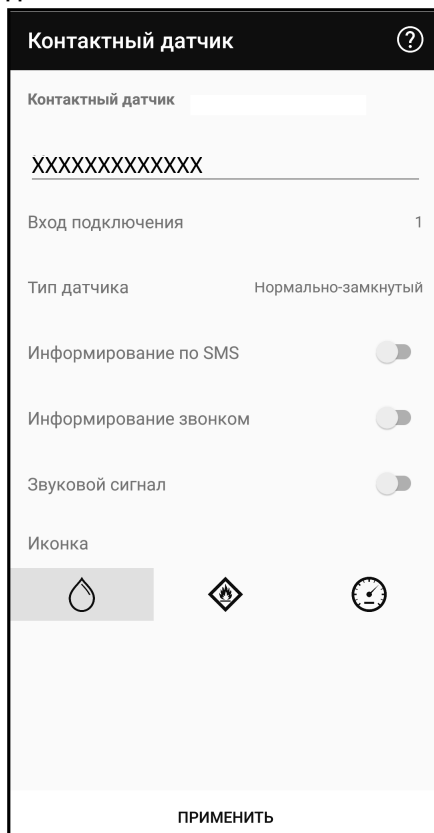 Контактный датчик ?
Контактный датчик
XXXXXXXXXXXXX
Вход подключения 1
Тип датчика Нормально-замкнутый
Информирование по SMS
Информирование звонком
Звуковой сигнал
Иконка
ПРИМЕНИТЬ